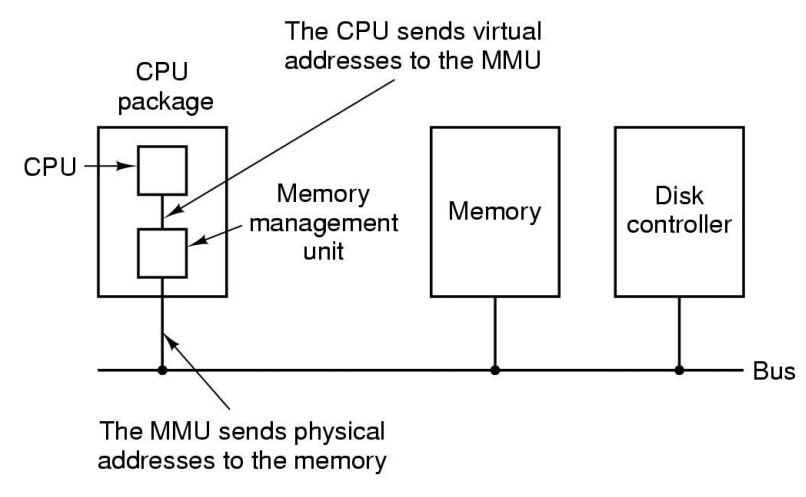 The CPU sends virtual
addresses to the MMU
CPU
package
CPU
Memory
management
unit
Memory
Disk
controller
Bus
The MMU sends physical
addresses to the memory